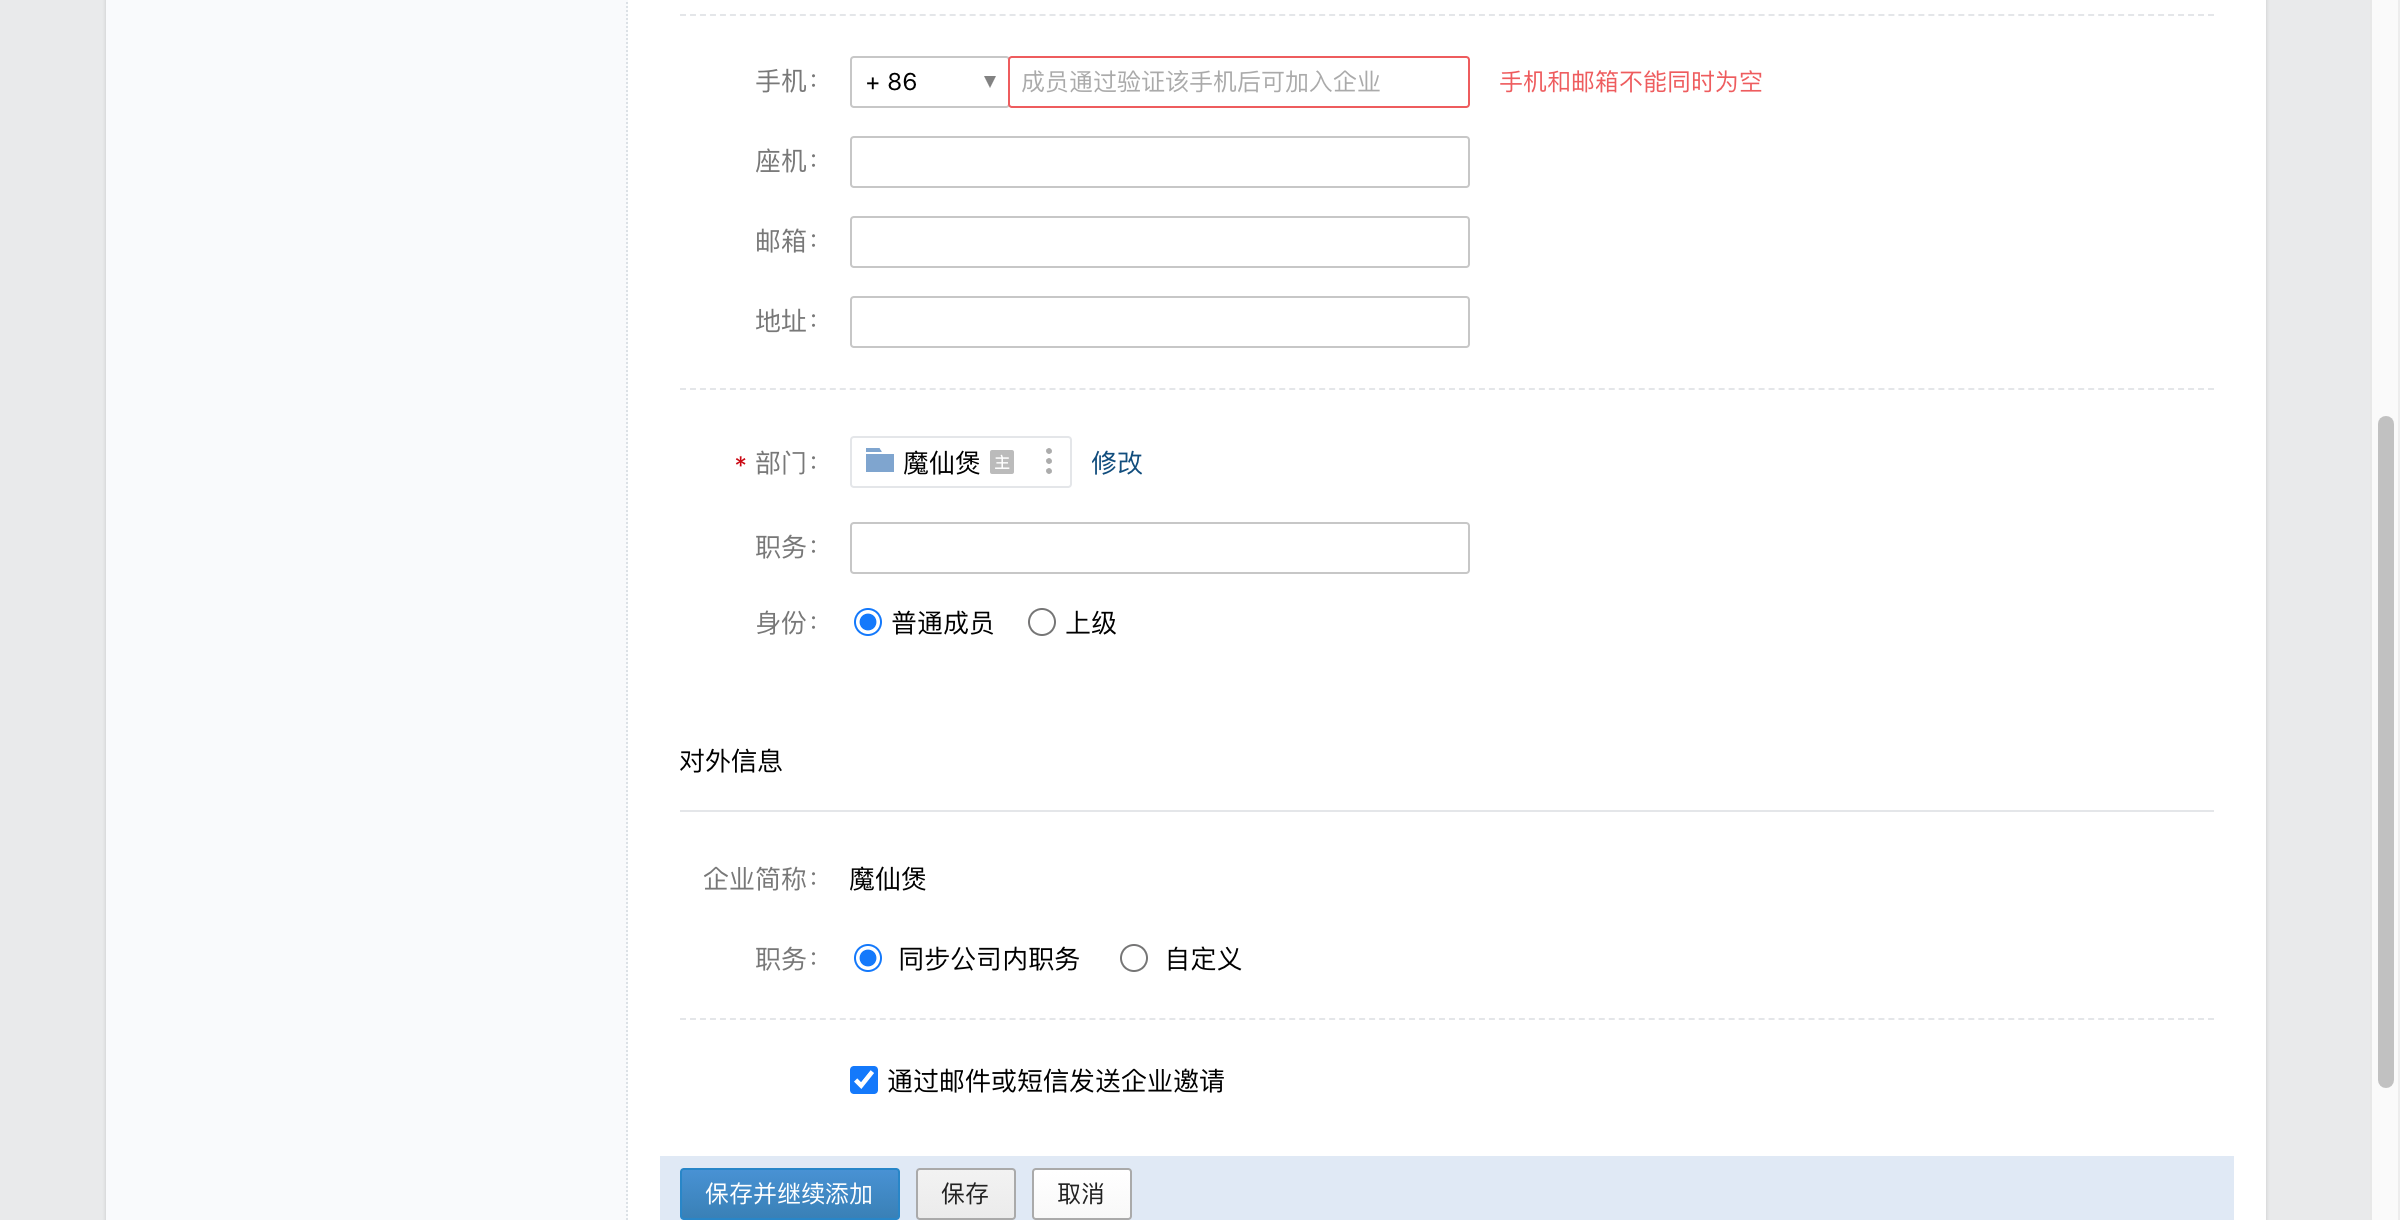 手机： + 86 ▼ 成员通过验证该手机后可加入企业 手机和邮箱不能同时为空
座机：
邮箱：
地址：
* 部门： 魔仙煲 主 修改
职务：
身份： 普通成员 上级
对外信息
企业简称： 魔仙煲
职务： 同步公司内职务 自定义
通过邮件或短信发送企业邀请
保存并继续添加 保存 取消